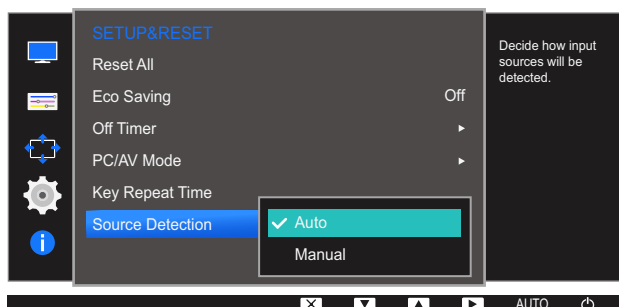 SETUP&RESET
Reset All
Eco Saving Off
Off Timer
PC/AV Mode
Key Repeat Time
Source Detection
Auto
Manual
Decide how input
sources will be
detected.
AUTO